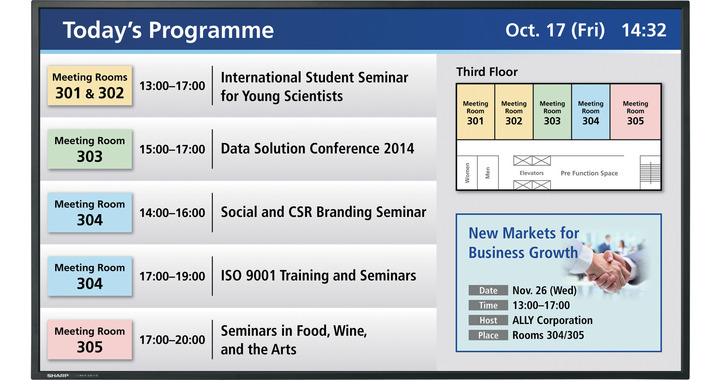 Today's Programme
Oct. 17 (Fri) 14:32
Meeting Rooms
301 & 302
13:00–17:00
International Student Seminar
for Young Scientists
Meeting Room
303
15:00–17:00
Data Solution Conference 2014
Meeting Room
304
14:00–16:00
Social and CSR Branding Seminar
Meeting Room
304
17:00–19:00
ISO 9001 Training and Seminars
Meeting Room
305
17:00–20:00
Seminars in Food, Wine,
and the Arts
Third Floor
Meeting
Room
301
Meeting
Room
302
Meeting
Room
303
Meeting
Room
304
Meeting
Room
305
Women
Men
Elevators
Pre Function Space
New Markets for
Business Growth
Date Nov. 26 (Wed)
Time 13:00–17:00
Host ALLY Corporation
Place Rooms 304/305
SHARP